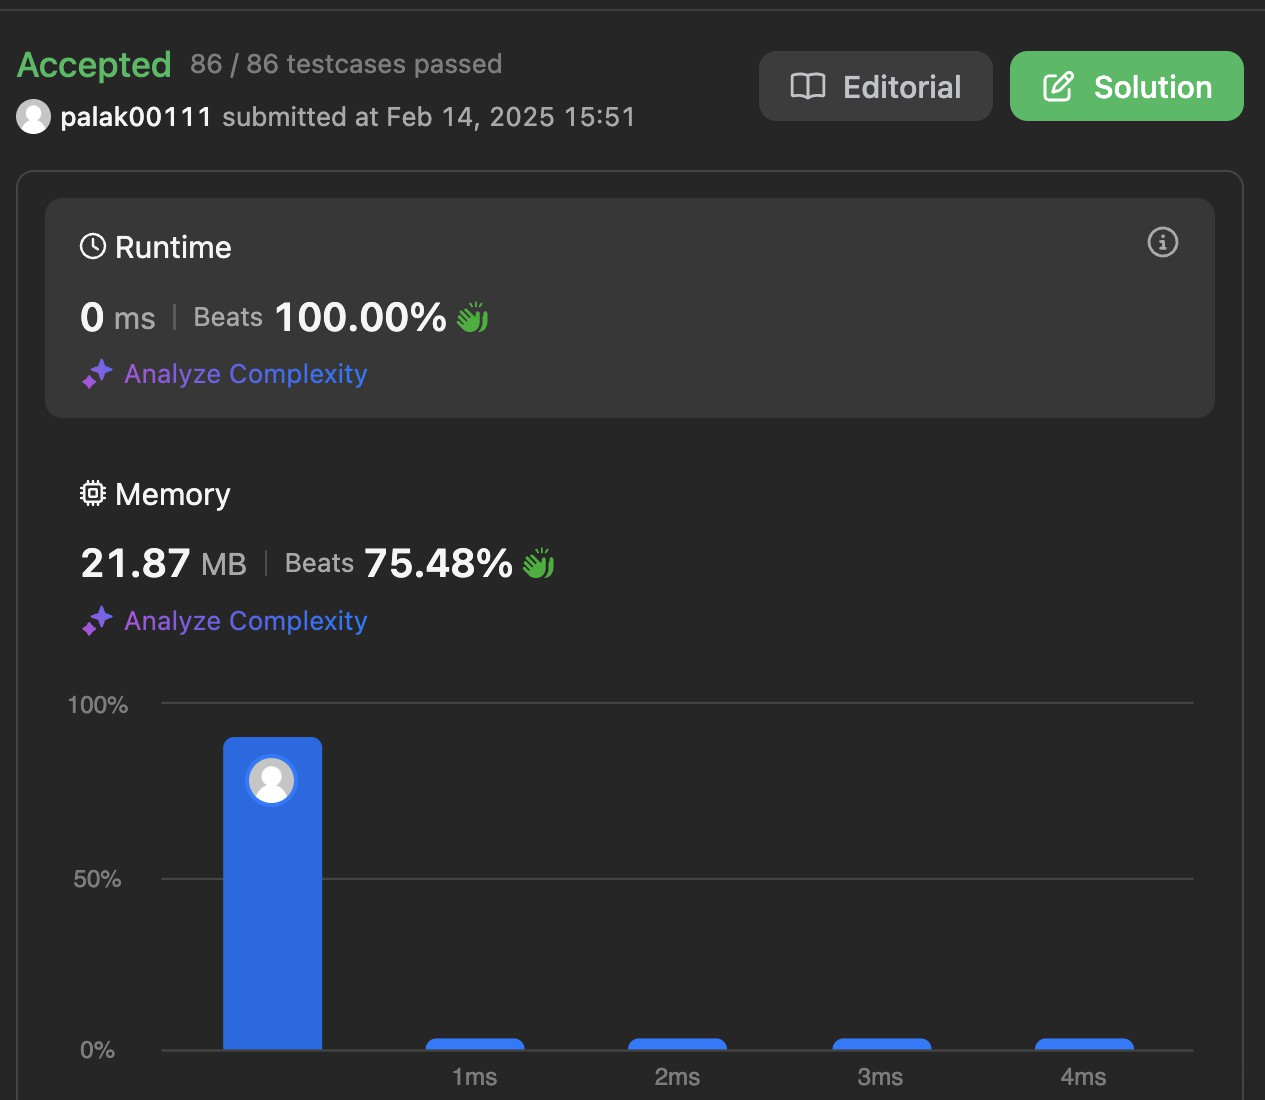 Accepted 86 / 86 testcases passed
palak00111 submitted at Feb 14, 2025 15:51
Editorial
Solution
Runtime
0 ms | Beats 100.00%
Analyze Complexity
Memory
21.87 MB | Beats 75.48%
Analyze Complexity
100%
50%
0%
1ms 2ms 3ms 4ms